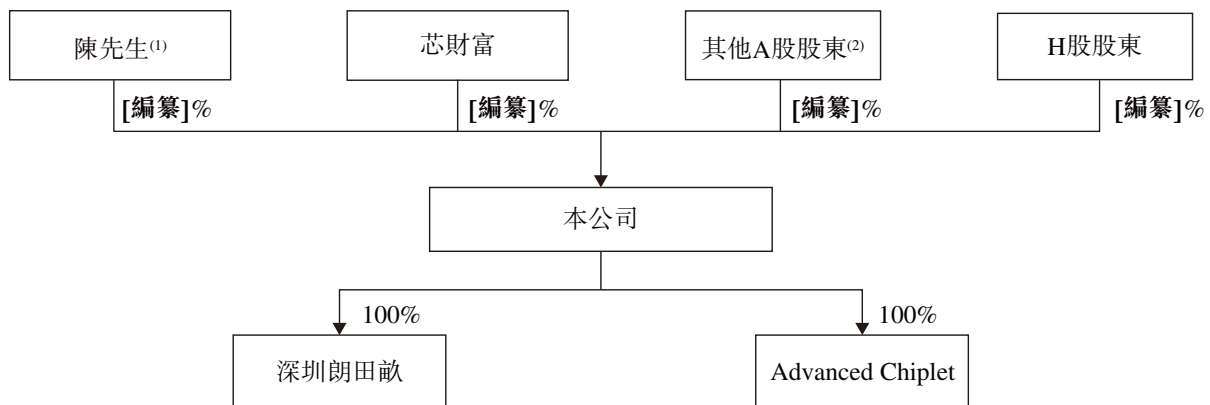 陳先生(1)
芯財富
其他A股股東(2)
H股股東
[編纂]%
[編纂]%
[編纂]%
[編纂]%
本公司
100%
100%
深圳朗田畝
Advanced Chiplet